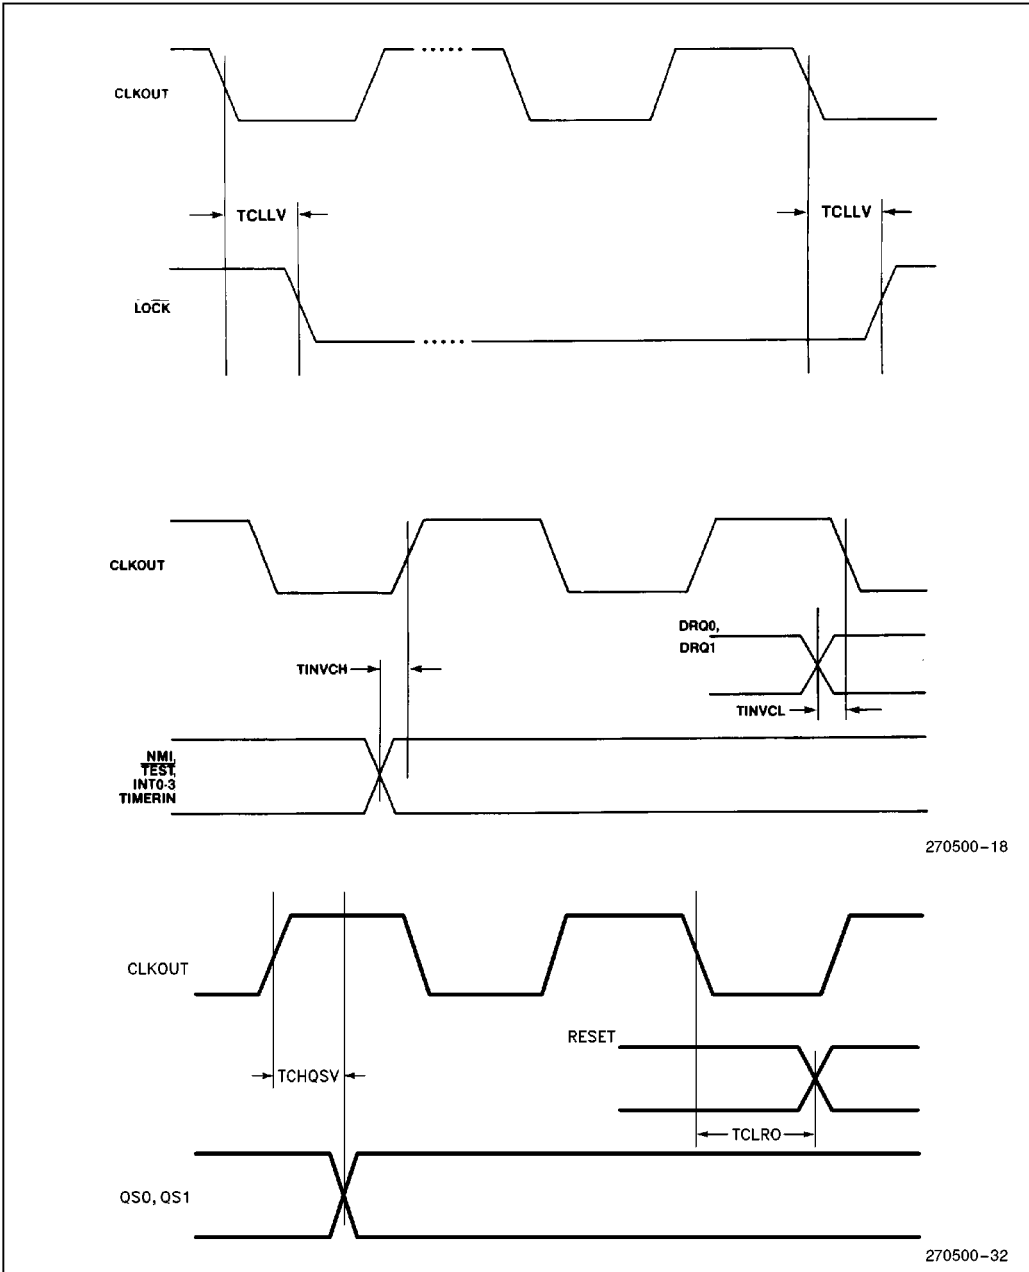 CLKOUT
TCLLV
TCLLV
LOCK
CLKOUT
DRQ0,
DRQ1
TINVCH
TINVCL
NMI,
TEST,
INT0-3
TIMERIN
270500-18
CLKOUT
RESET
TCHQSV
TCLRO
QS0, QS1
270500-32